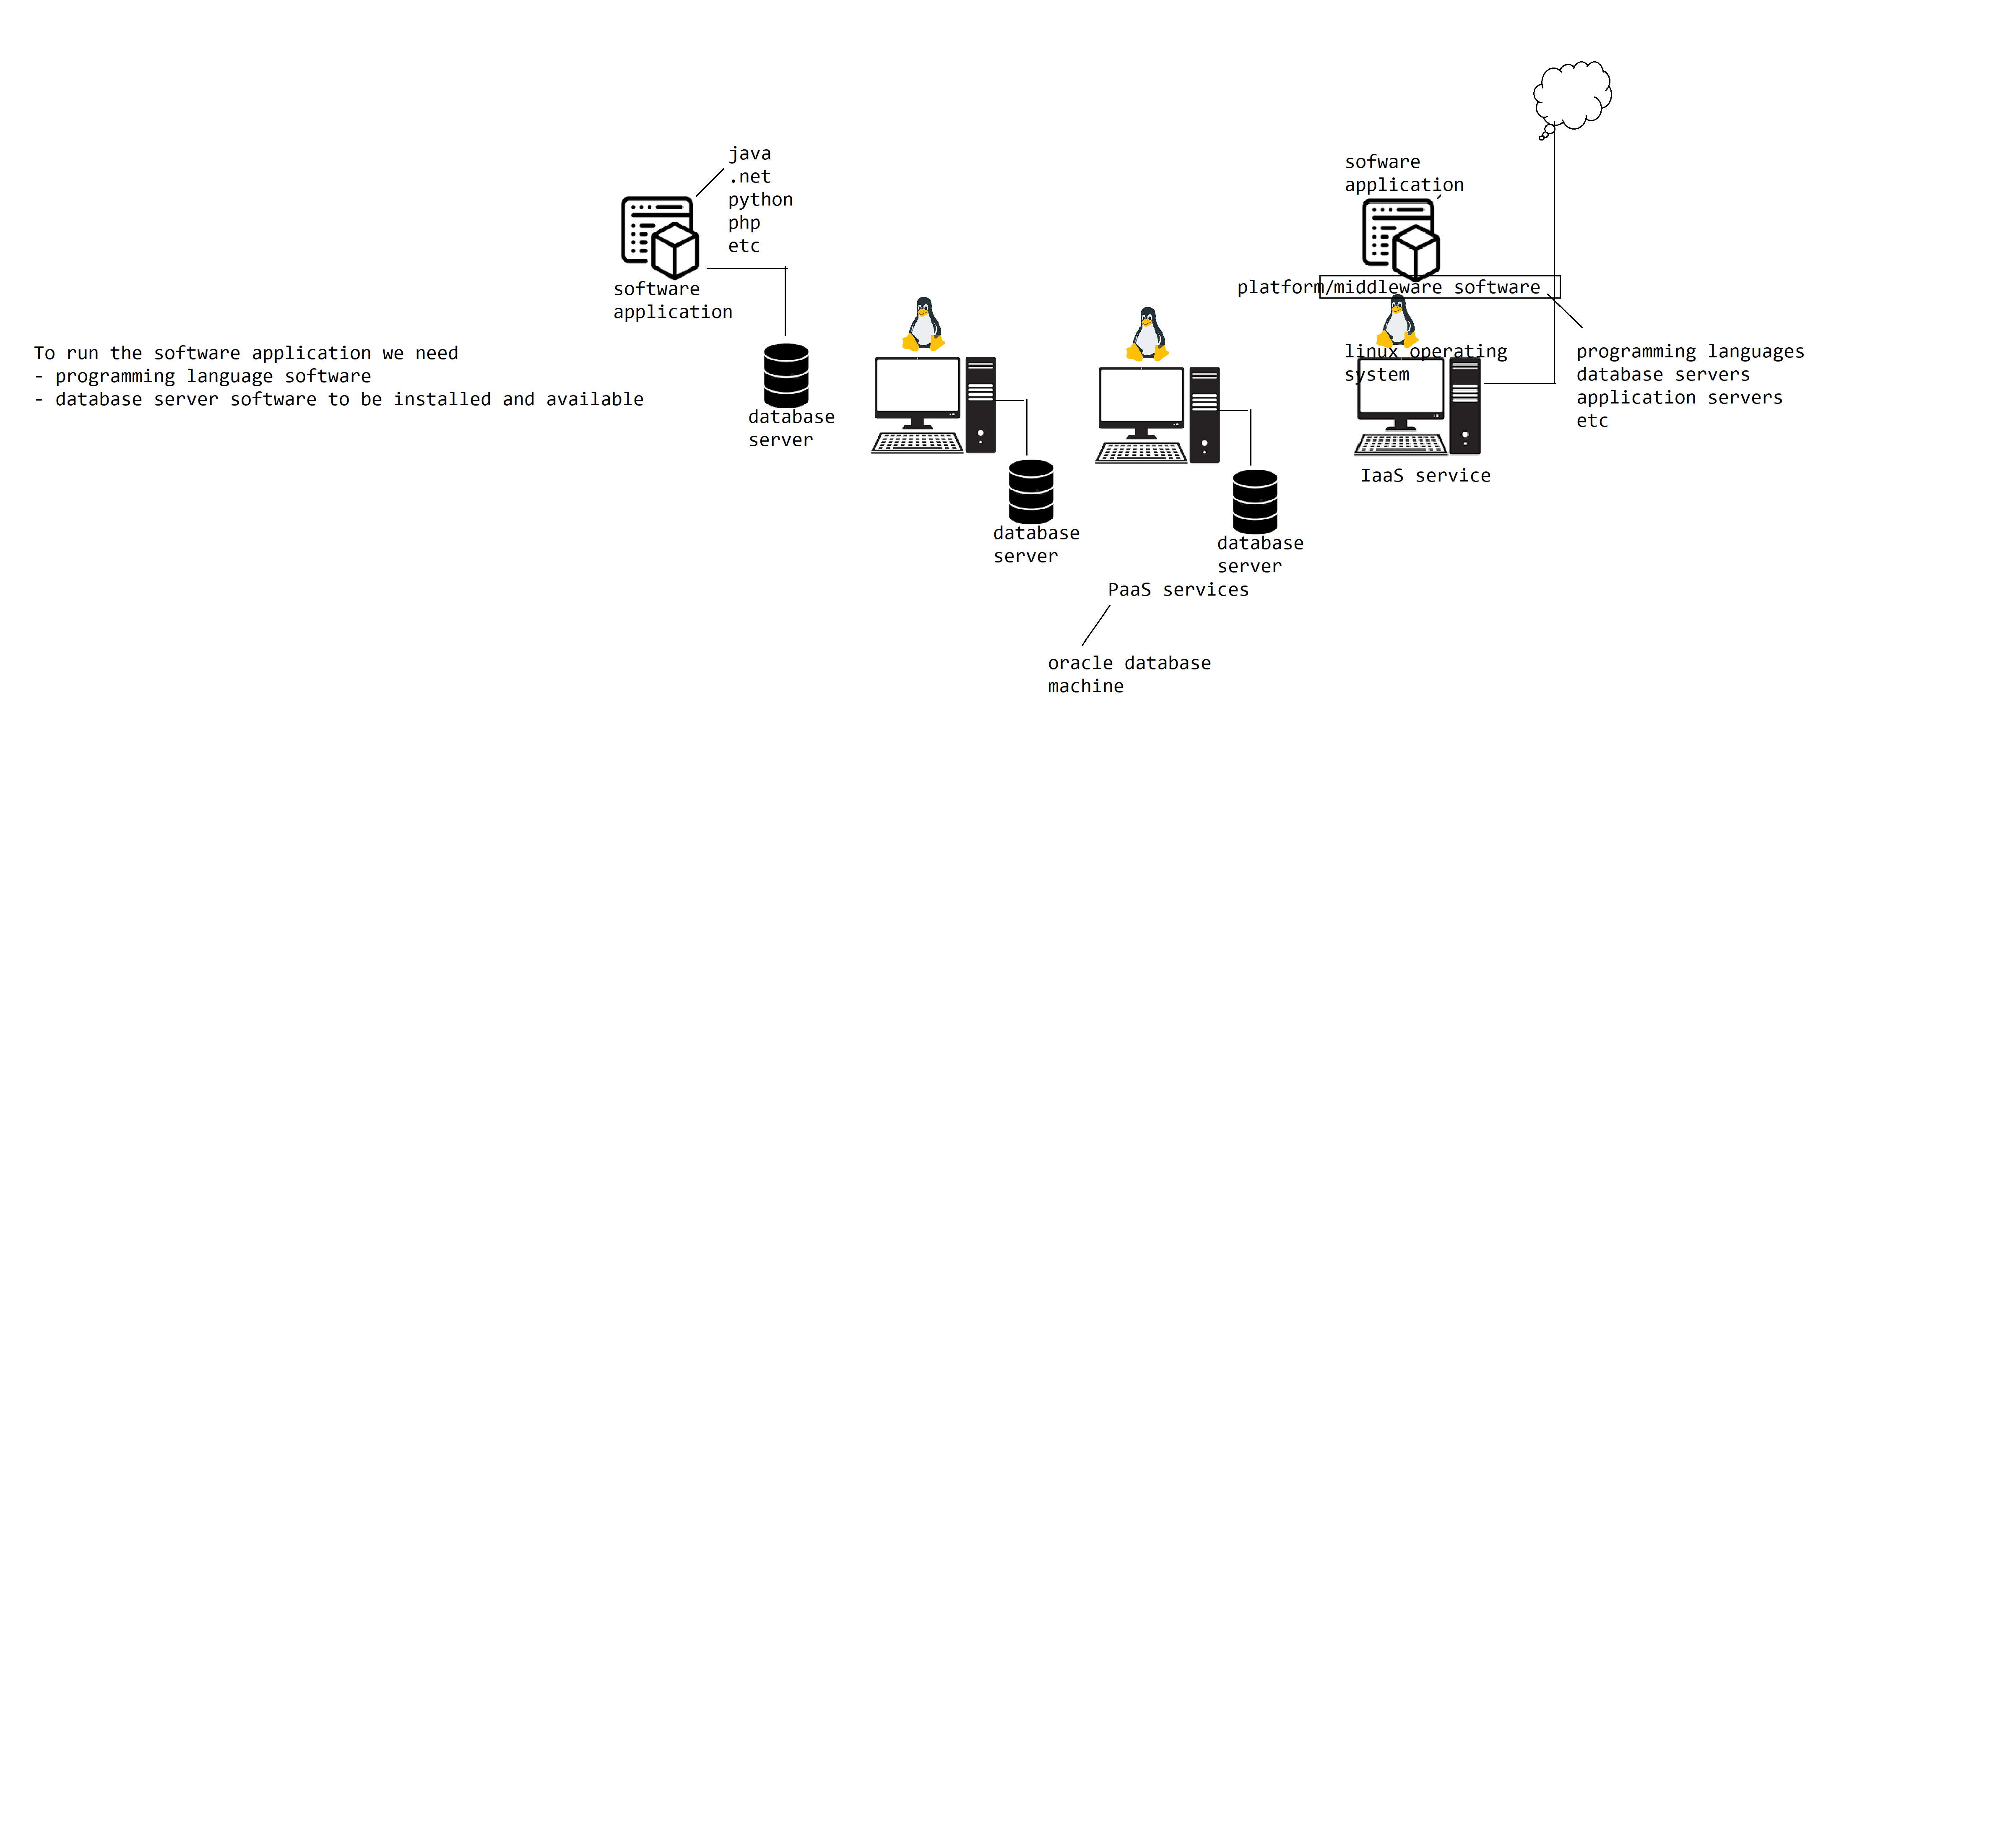 java
.net
python
php
etc
software
application
To run the software application we need
- programming language software
- database server software to be installed and available
database
server
database
server
database
server
PaaS services
oracle database
machine
sofware
application
platform/middleware software
linux operating
system
IaaS service
programming languages
database servers
application servers
etc